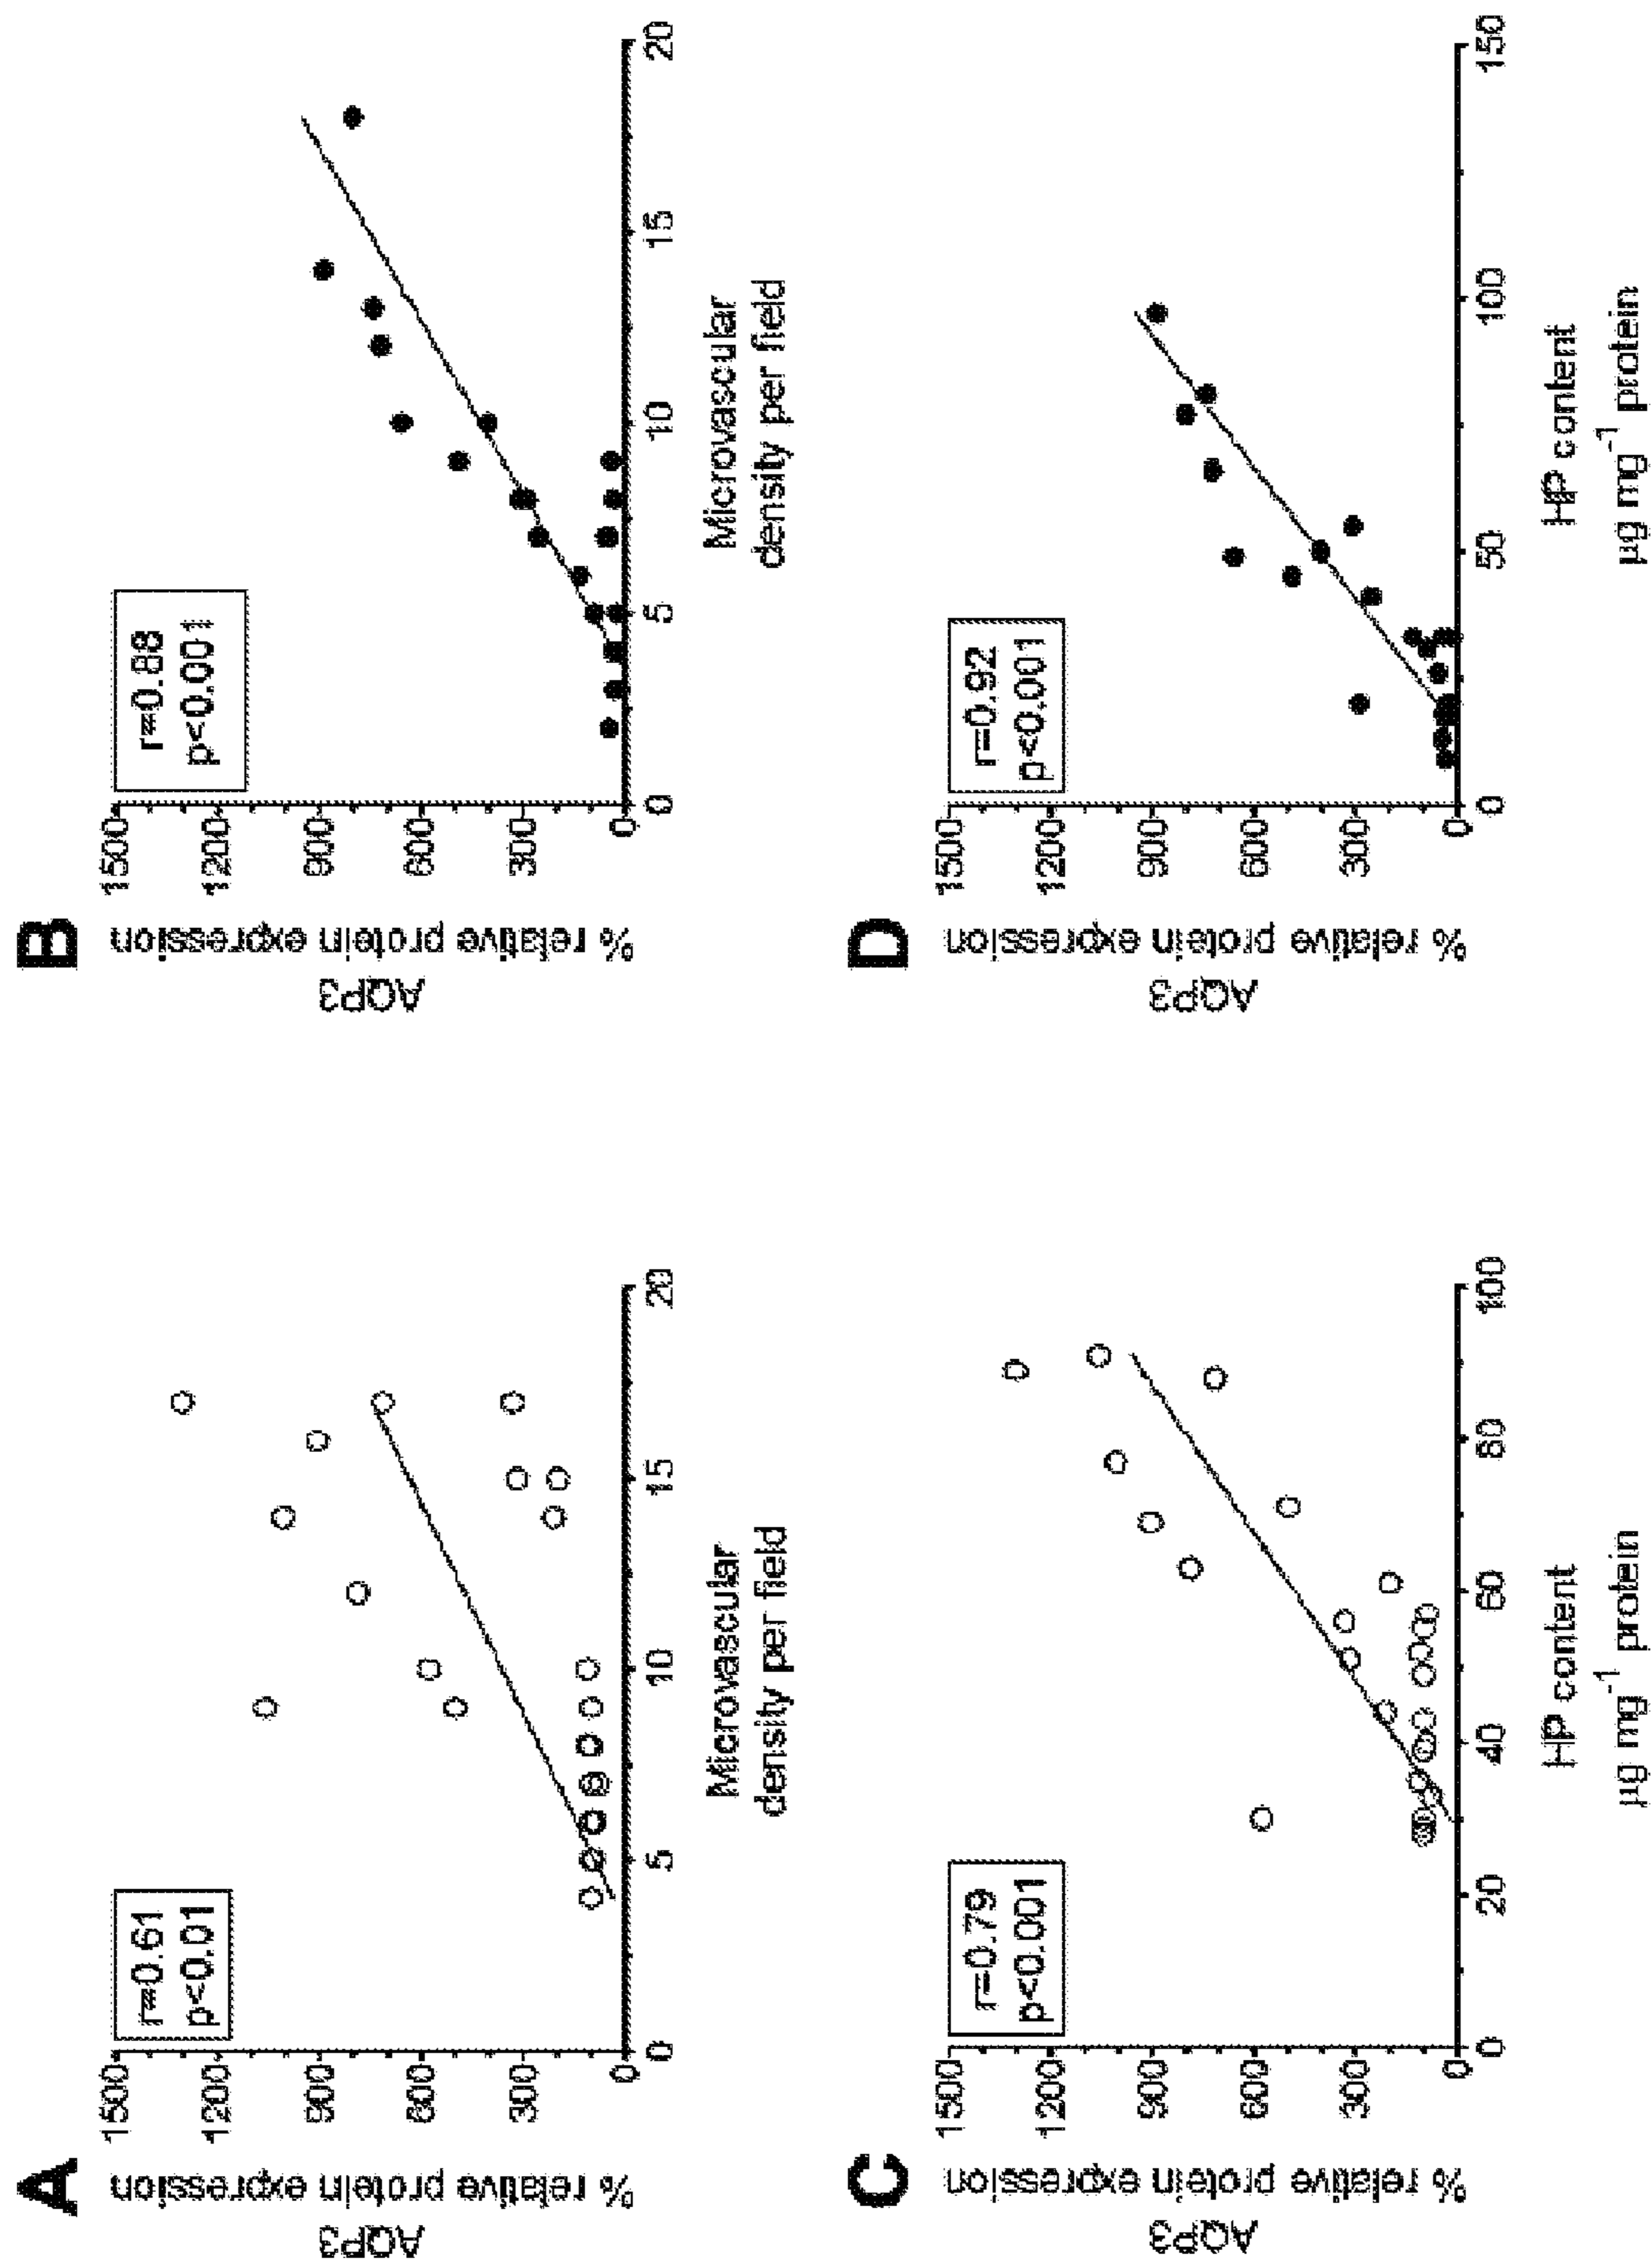 A
AQP3
% relative protein expression
1500
1200
900
600
300
0
r=0.61
p<0.01
0
5
10
15
20
Microvascular
density per field
B
AQP3
% relative protein expression
1500
1200
900
600
300
0
r=0.88
p<0.001
0
5
10
15
20
Microvascular
density per field
C
AQP3
% relative protein expression
1500
1200
900
600
300
0
r=0.79
p<0.001
0
20
40
60
80
100
HP content
µg mg⁻¹ protein
D
AQP3
% relative protein expression
1500
1200
900
600
300
0
r=0.92
p<0.001
0
50
100
150
HP content
µg mg⁻¹ protein